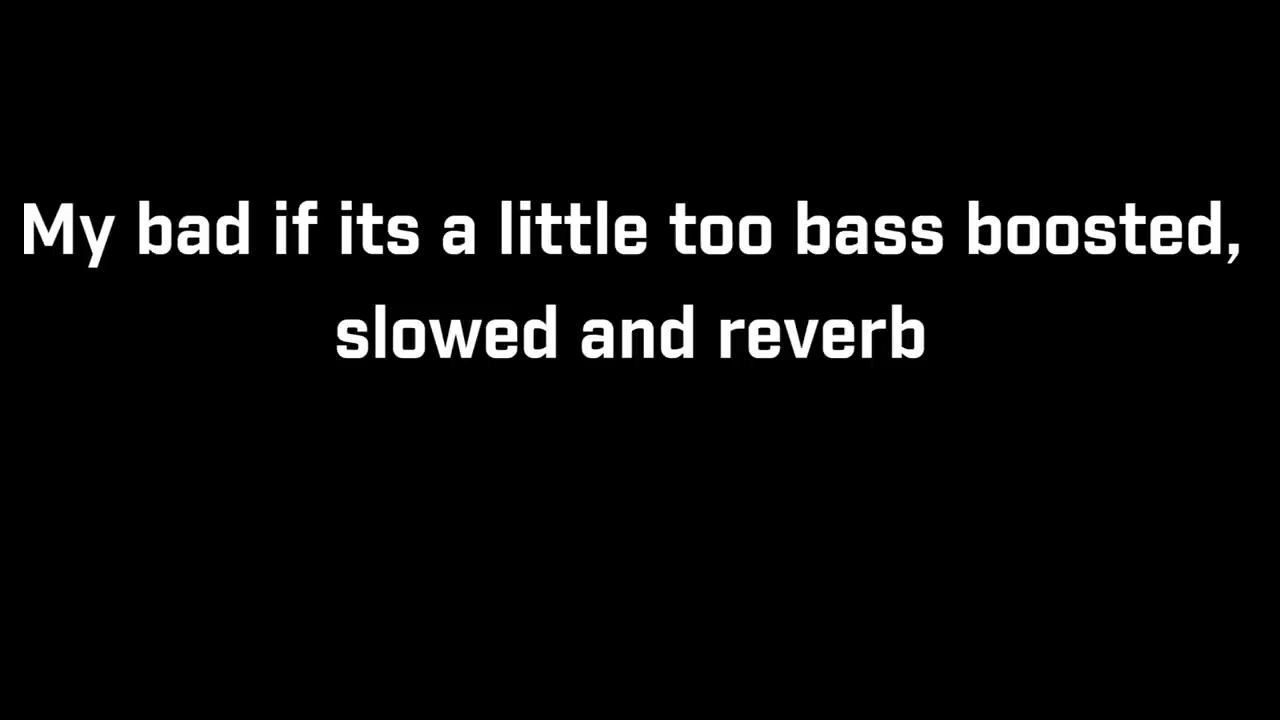 My bad if its a little too bass boosted,
slowed and reverb